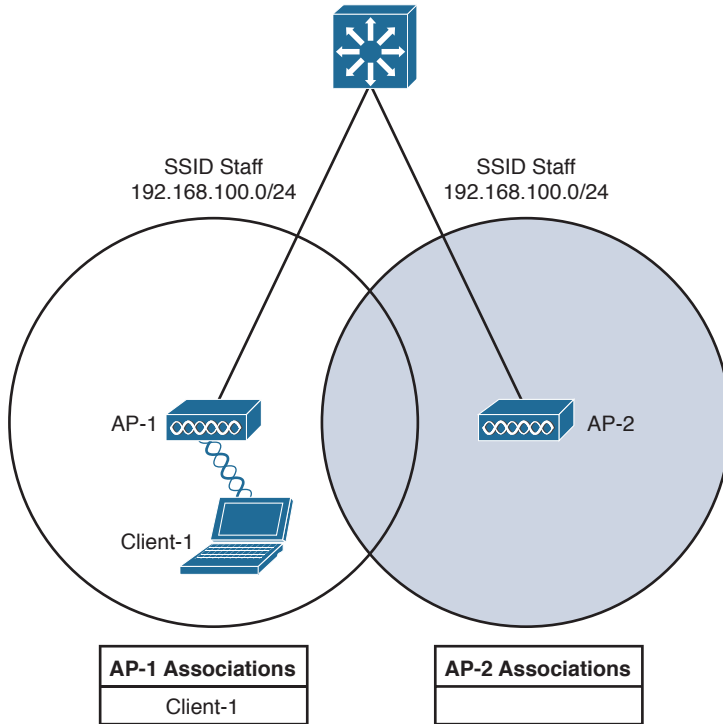 SSID Staff
192.168.100.0/24
SSID Staff
192.168.100.0/24
AP-1
AP-2
Client-1
AP-1 Associations
Client-1
AP-2 Associations